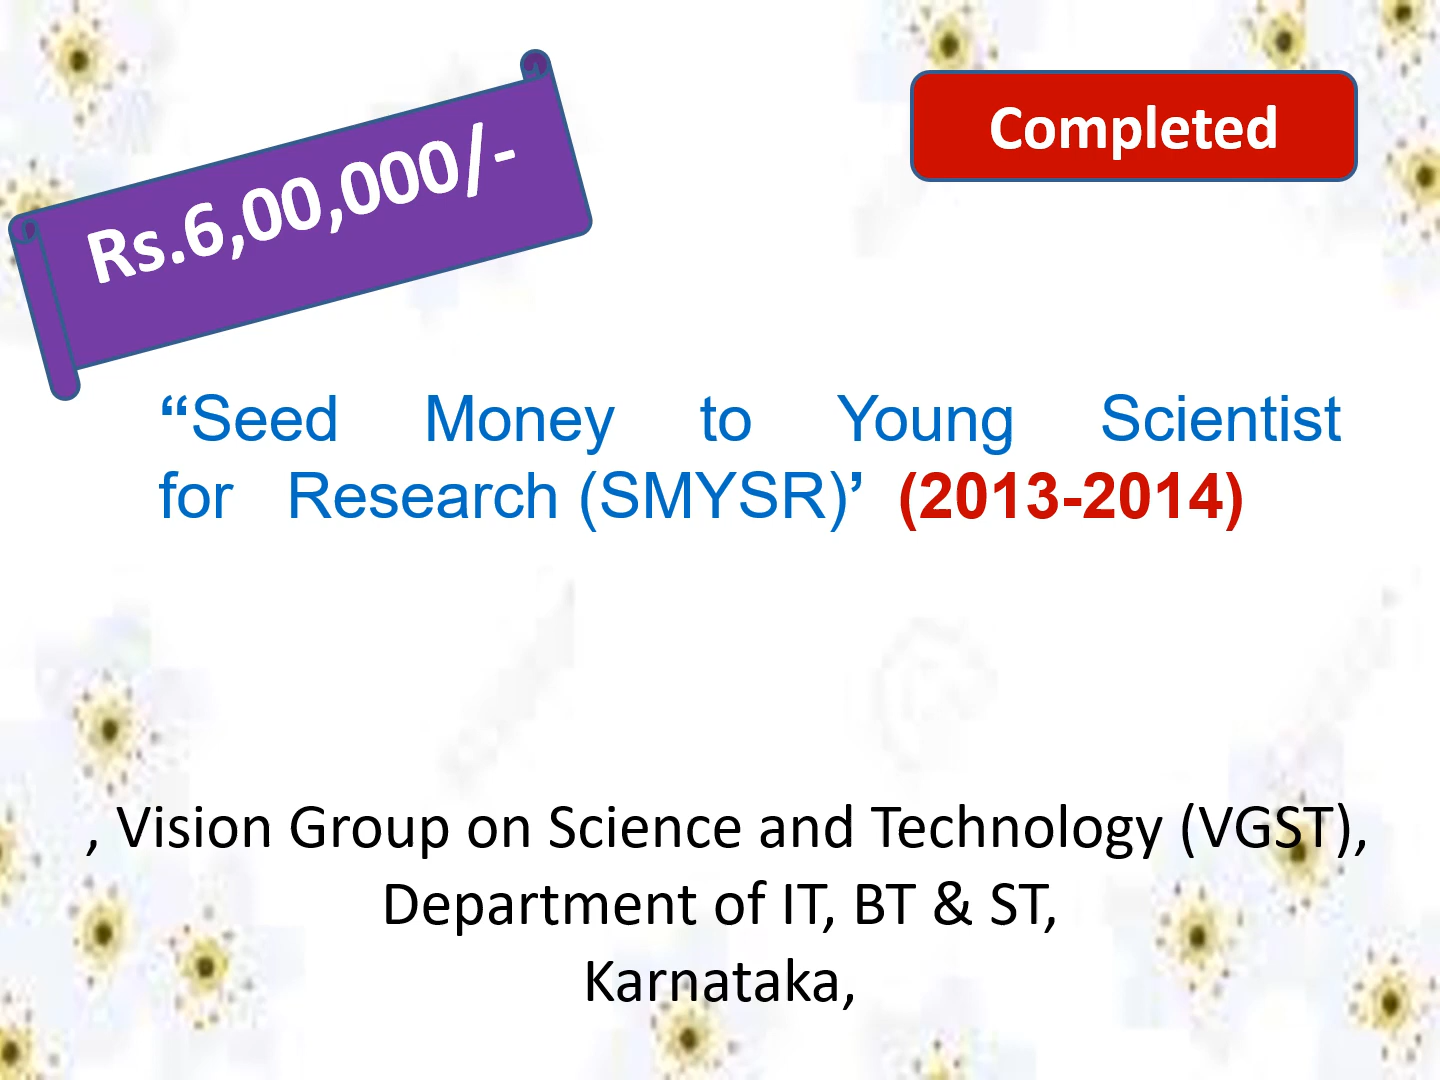 Rs.6,00,000/-
Completed
“Seed Money to Young Scientist
for Research (SMYSR)’ (2013-2014)
, Vision Group on Science and Technology (VGST),
Department of IT, BT & ST,
Karnataka,